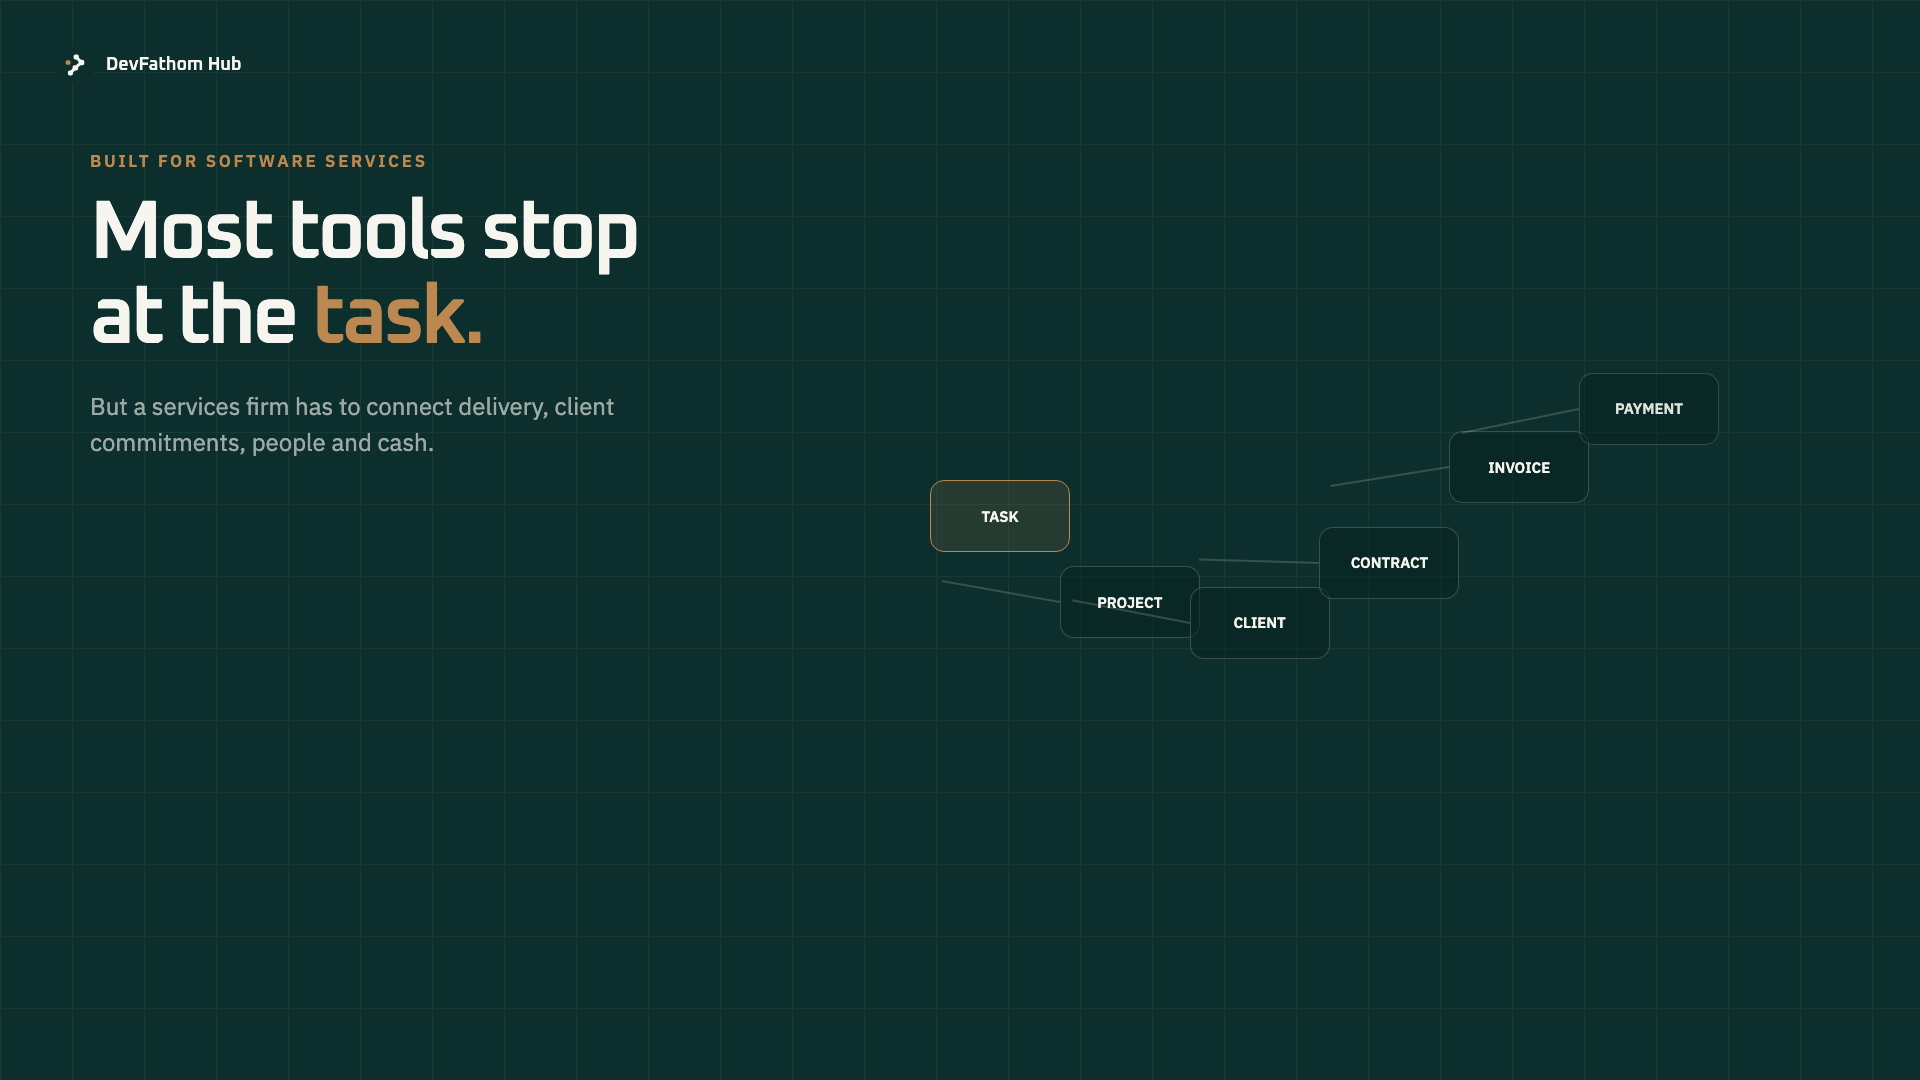 DevFathom Hub
BUILT FOR SOFTWARE SERVICES
Most tools stop
at the task.
But a services firm has to connect delivery, client
commitments, people and cash.
TASK
PROJECT
CLIENT
CONTRACT
INVOICE
PAYMENT